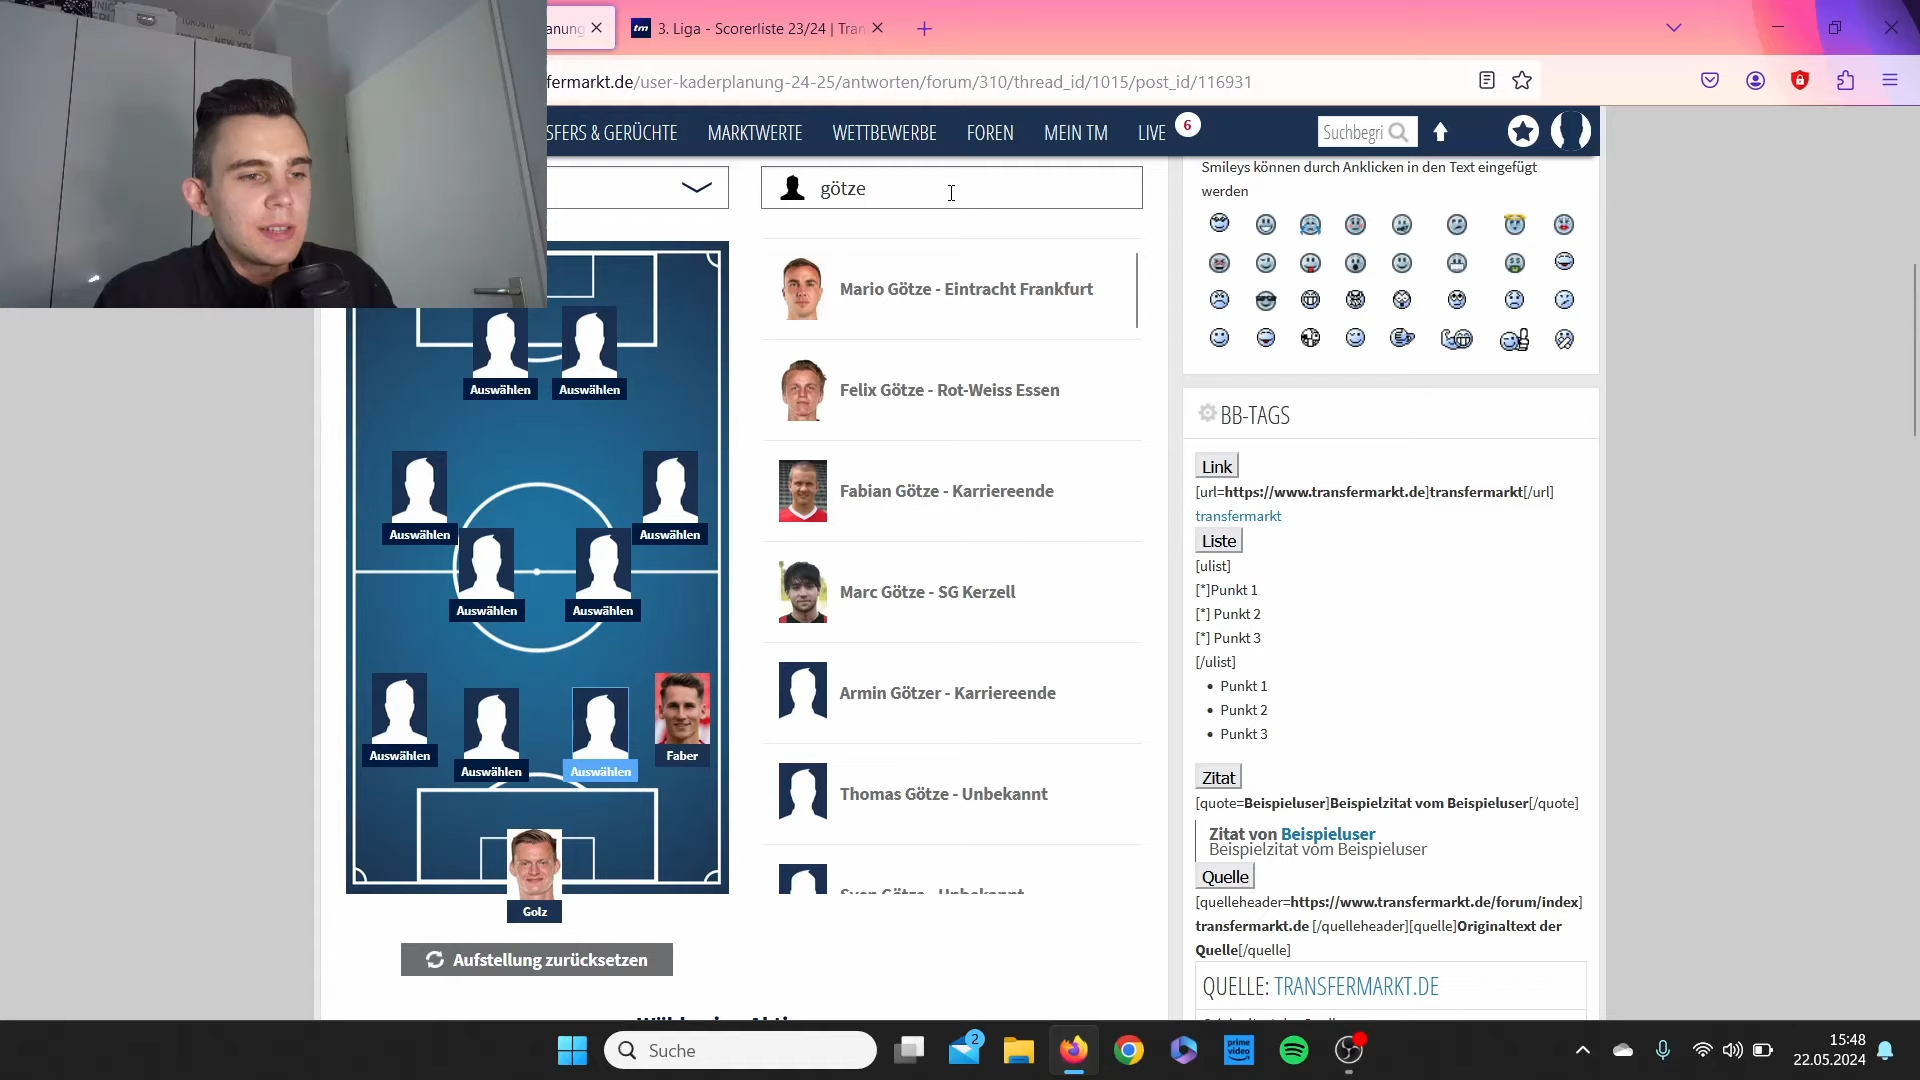 anung
3. Liga - Scorerliste 23/24 | Tran
fermarkt.de/user-kaderplanung-24-25/antworten/forum/310/thread_id/1015/post_id/116931
SFERS & GERÜCHTE
MARKTWERTE
WETTBEWERBE
FOREN
MEIN TM
LIVE
6
Suchbegri
götze
Mario Götze - Eintracht Frankfurt
Felix Götze - Rot-Weiss Essen
Fabian Götze - Karriereende
Marc Götze - SG Kerzell
Armin Götzer - Karriereende
Thomas Götze - Unbekannt
Auswählen
Auswählen
Auswählen
Auswählen
Auswählen
Auswählen
Auswählen
Auswählen
Auswählen
Faber
Golz
Aufstellung zurücksetzen
Smileys können durch Anklicken in den Text eingefügt
werden
BB-TAGS
Link
[url=https://www.transfermarkt.de]transfermarkt[/url]
transfermarkt
Liste
[ulist]
[*]Punkt 1
[*] Punkt 2
[*] Punkt 3
[/ulist]
• Punkt 1
• Punkt 2
• Punkt 3
Zitat
[quote=Beispieluser]Beispielzitat vom Beispieluser[/quote]
Zitat von Beispieluser
Beispielzitat vom Beispieluser
Quelle
[quelleheader=https://www.transfermarkt.de/forum/index]
transfermarkt.de [/quelleheader][quelle]Originaltext der
Quelle[/quelle]
QUELLE: TRANSFERMARKT.DE
Suche
2
prime
video
15:48
22.05.2024